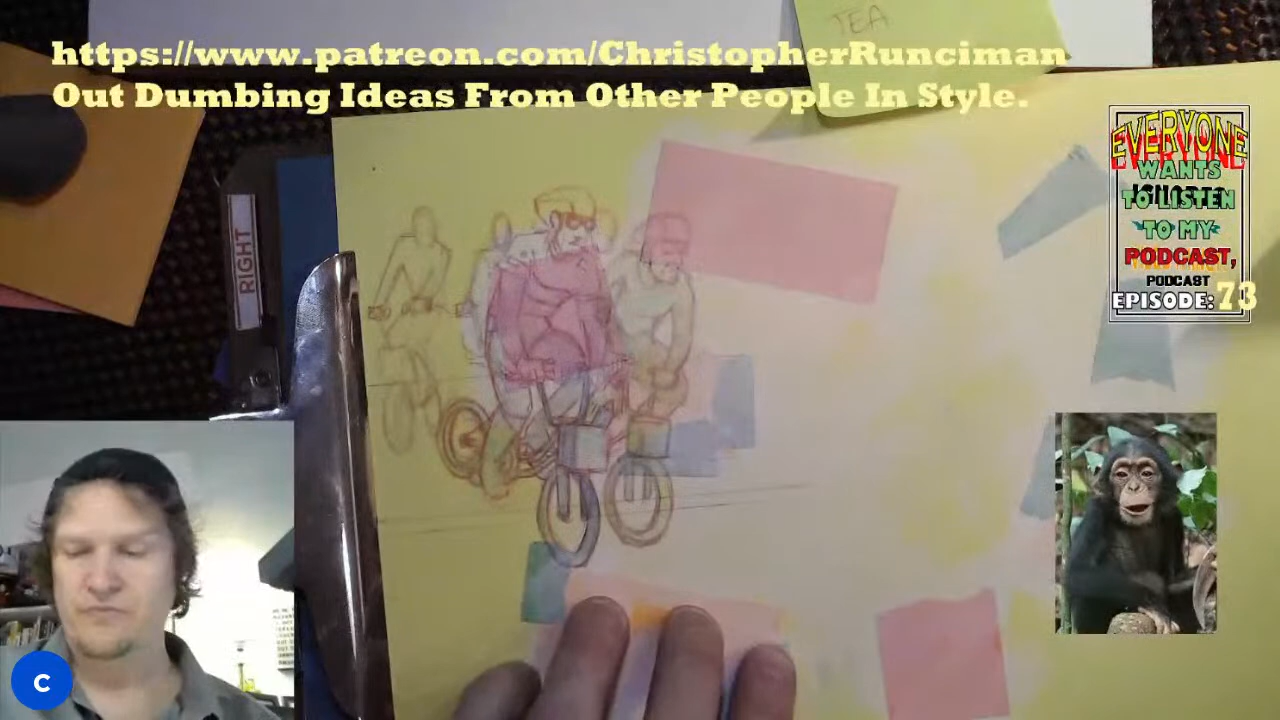 TEA
https://www.patreon.com/ChristopherRunciman
Out Dumbing Ideas From Other People In Style.
EVERYONE
EVERYONE
WANTS
TO LISTEN
TO MY
PODCAST,
PODCAST
EPISODE: 73
RIGHT
C